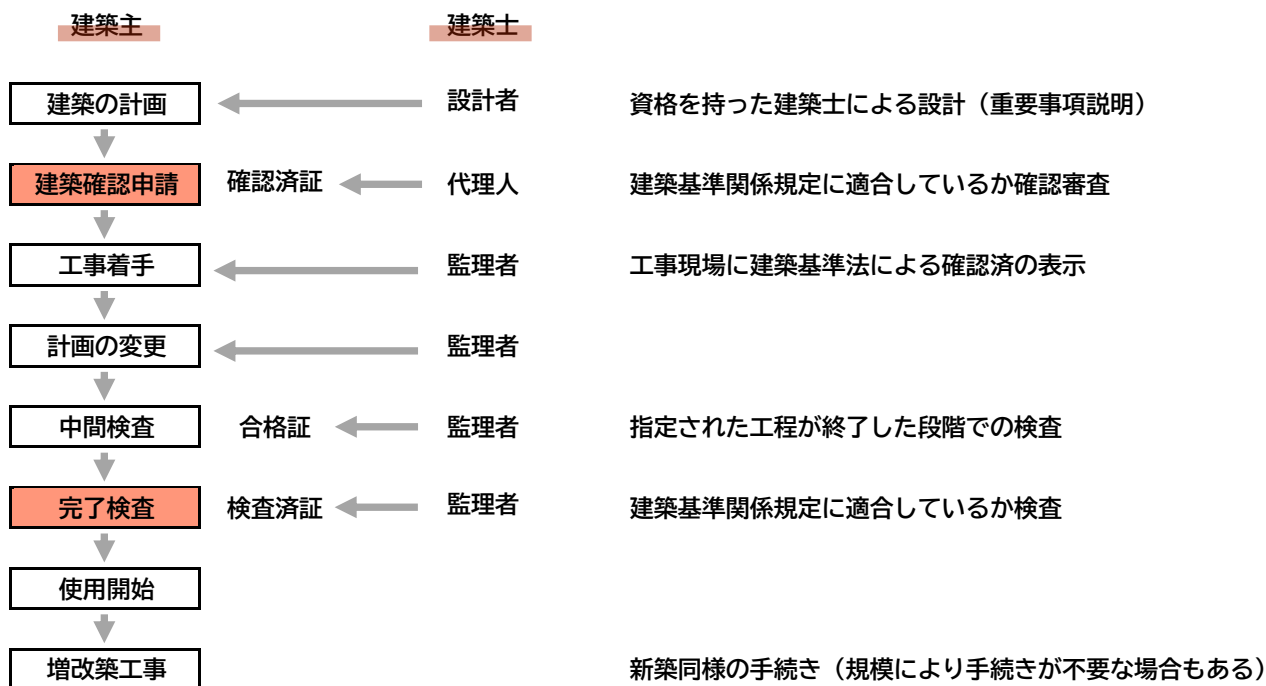 建築主 建築士
建築の計画 設計者 資格を持った建築士による設計（重要事項説明）
建築確認申請 確認済証 代理人 建築基準関係規定に適合しているか確認審査
工事着手 監理者 工事現場に建築基準法による確認済の表示
計画の変更 監理者
中間検査 合格証 監理者 指定された工程が終了した段階での検査
完了検査 検査済証 監理者 建築基準関係規定に適合しているか検査
使用開始
増改築工事 新築同様の手続き（規模により手続きが不要な場合もある）